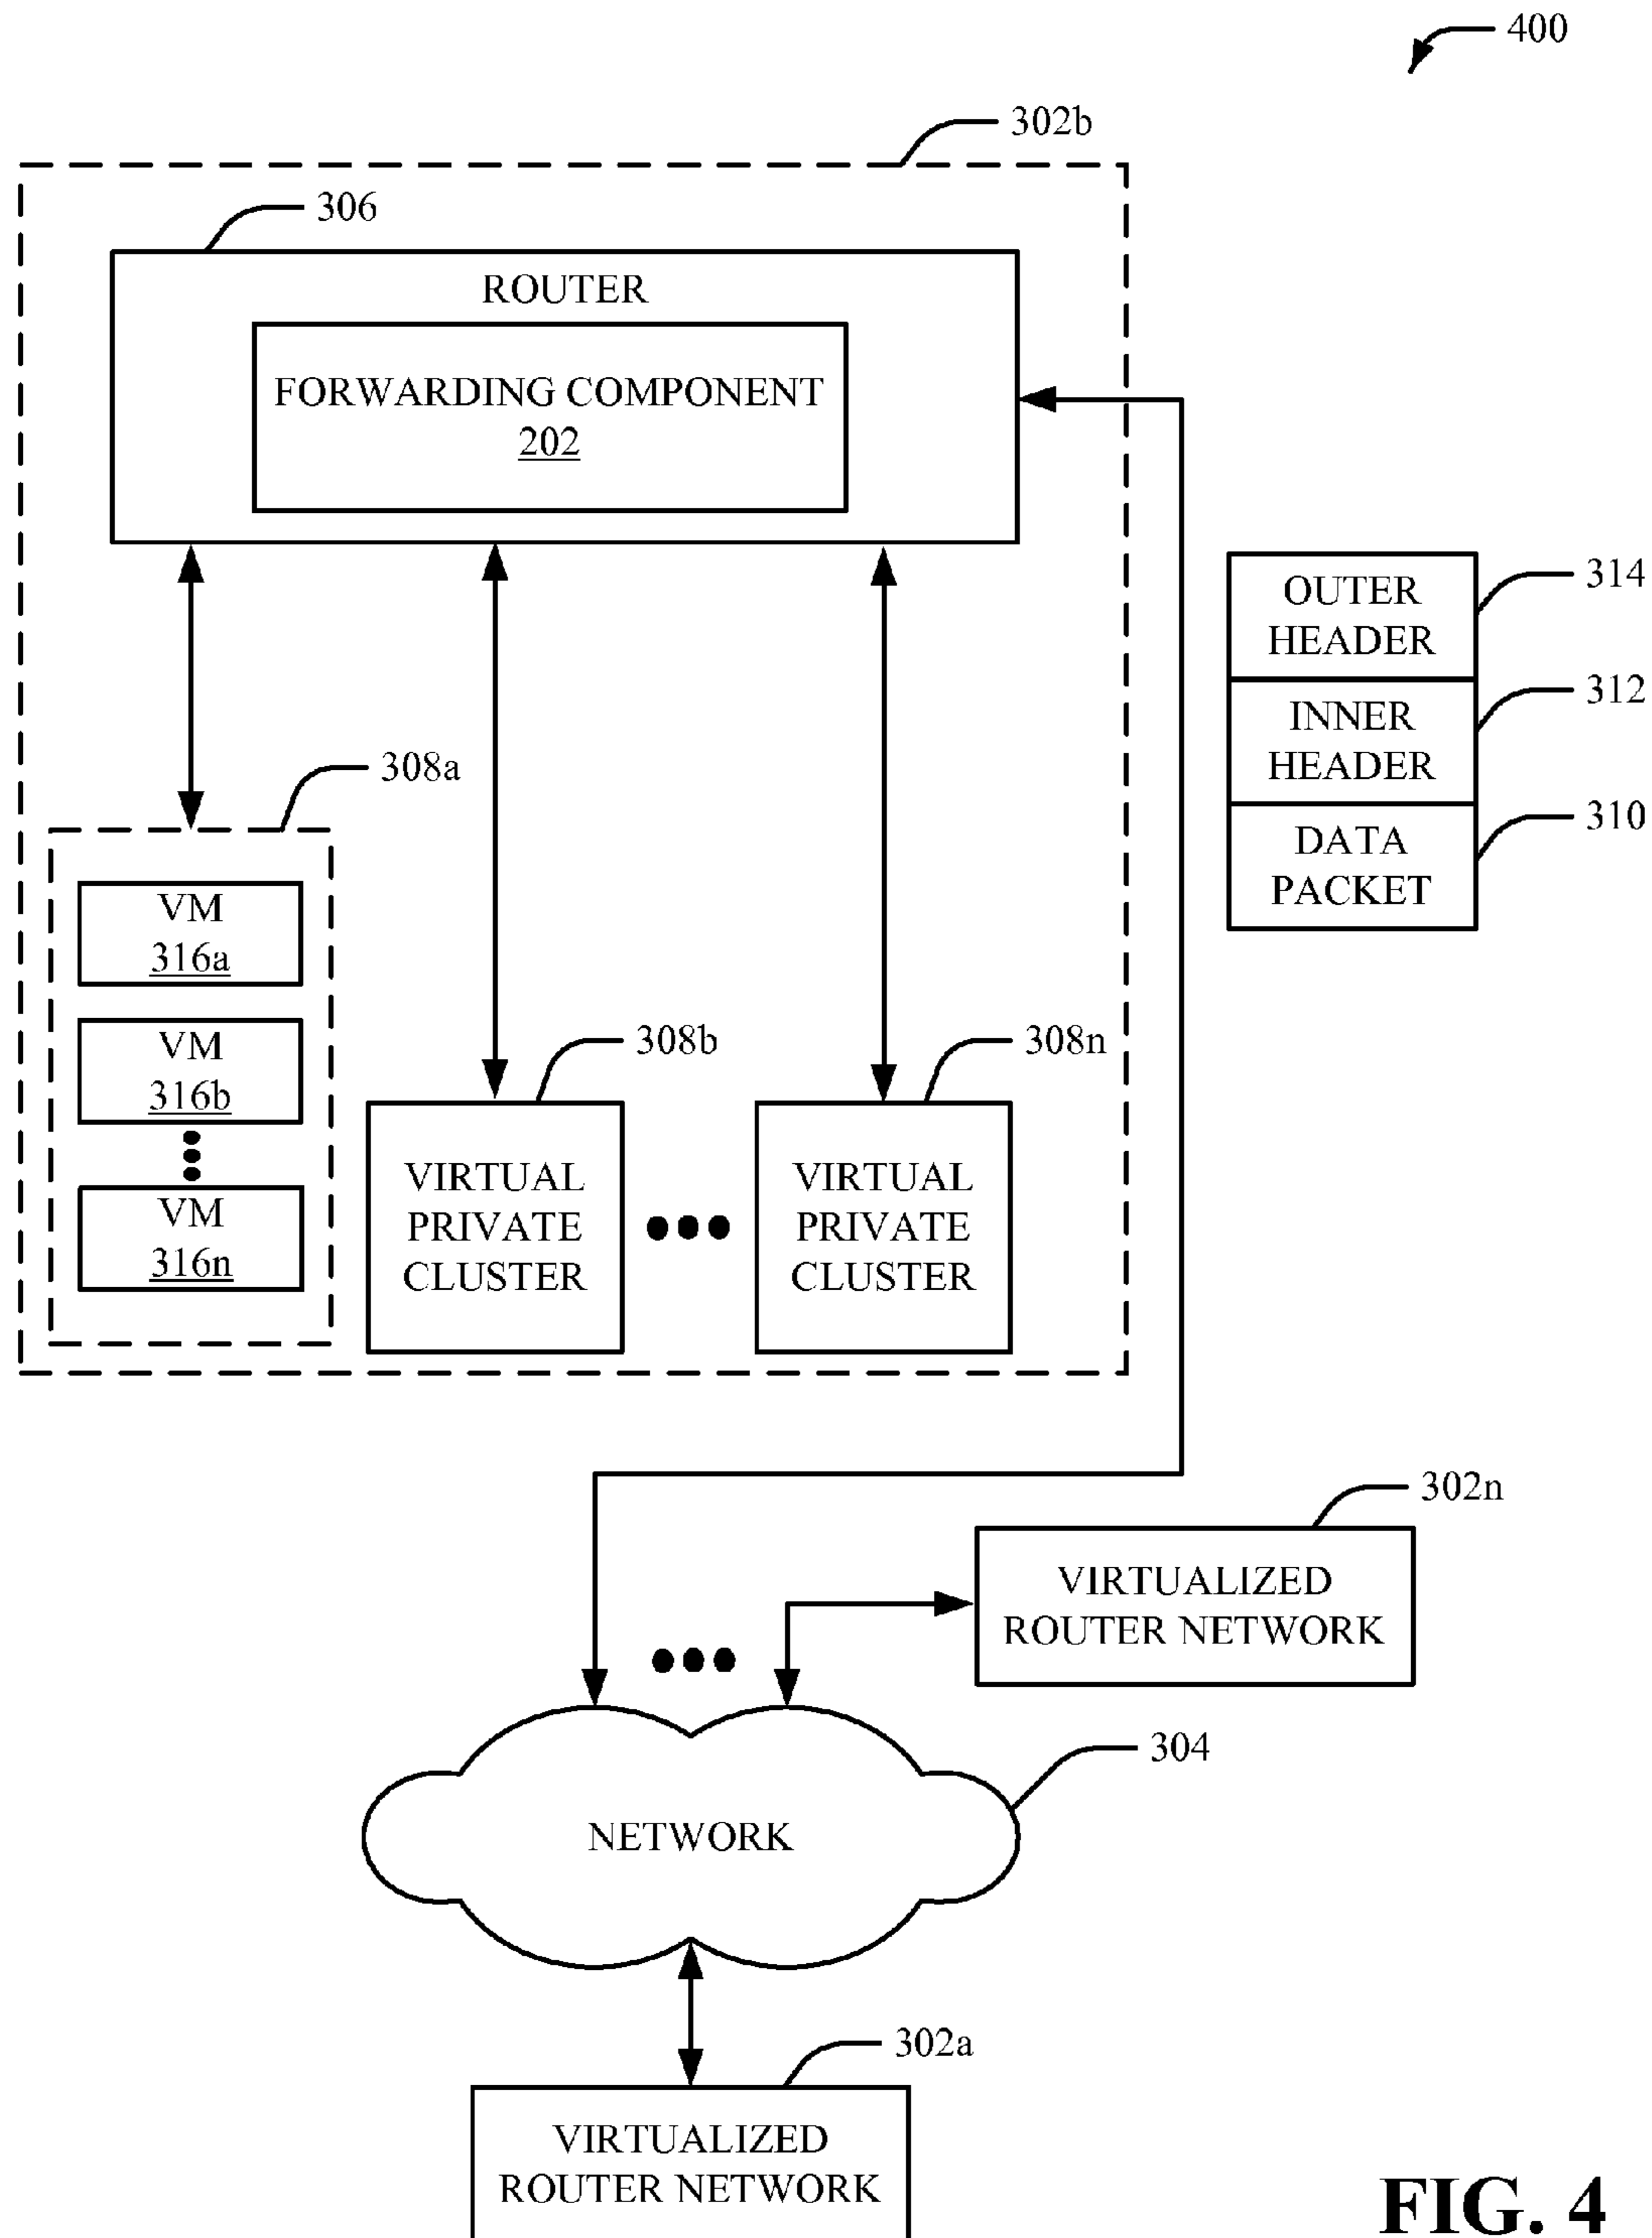 400
302b
306
ROUTER
FORWARDING COMPONENT
202
314
OUTER
HEADER
312
INNER
HEADER
310
DATA
PACKET
308a
VM
316a
VM
316b
VM
316n
308b
VIRTUAL
PRIVATE
CLUSTER
308n
VIRTUAL
PRIVATE
CLUSTER
302n
VIRTUALIZED
ROUTER NETWORK
304
NETWORK
302a
VIRTUALIZED
ROUTER NETWORK
FIG. 4